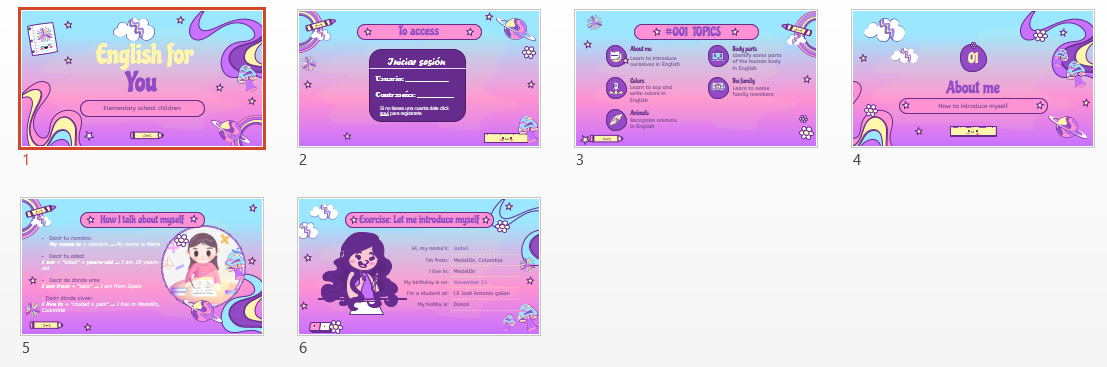 English for
You
Elementary school children
1
To access
Iniciar sesión
Usuario:
Contraseña:
Si no tienes una cuenta dale click
aquí para registrarte
2
#001 TOPICS
About me
Learn to introduce
ourselves in English
Body parts
Identify some parts
of the human body
in English
Colors
Learn to say and
write colors in
English
The family
Learn to name
family members
Animals
Recognize animals
in English
3
01
About me
How to introduce myself
4
How I talk about myself
- Decir tu nombre:
My name is + nombre → My name is María
- Decir tu edad:
I am + "edad" + years-old → I am 10 years-
old
- Decir de donde eres
I am from + "país" → I am from Spain
Decir dónde vives:
I live in + "ciudad o país" → I live in Medellín,
Colombia
5
Exercise: Let me introduce myself
Hi, my name's: Isabel
I'm from: Medellín, Colombia
I live in: Medellín
My birthday is on: November 24
I'm a student at: I.E José Antonio galan
My hobby is: Dance
6